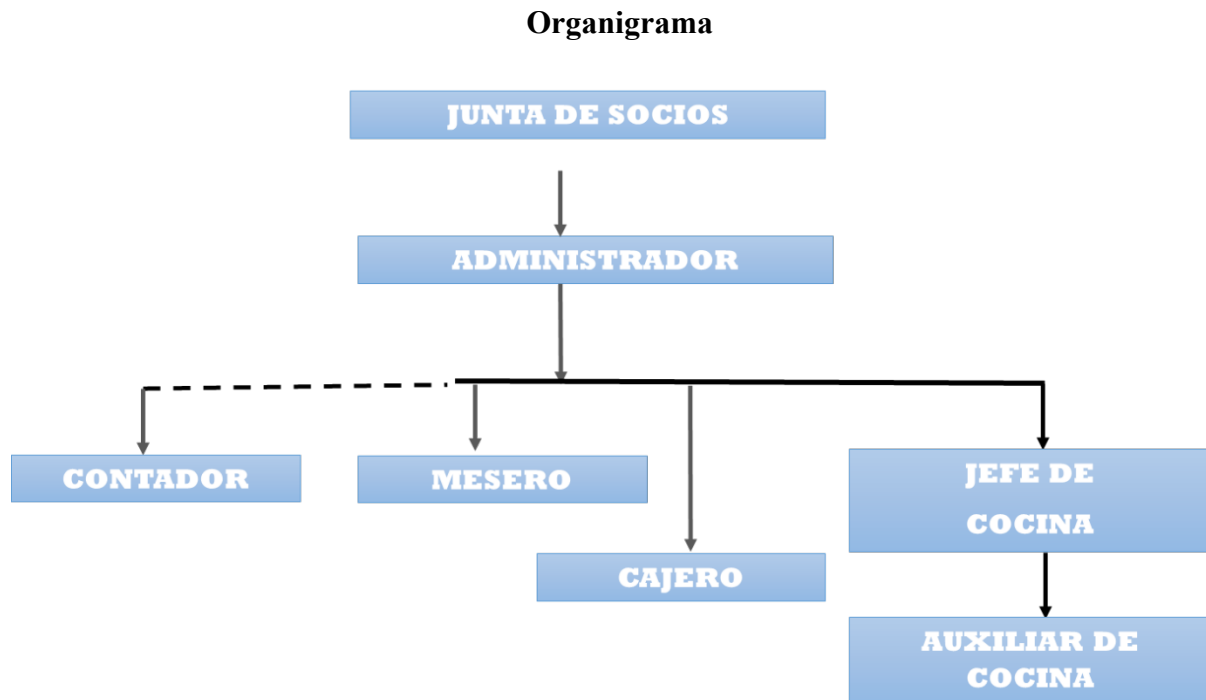 Organigrama
JUNTA DE SOCIOS
ADMINISTRADOR
CONTADOR
MESERO
CAJERO
JEFE DE
COCINA
AUXILIAR DE
COCINA